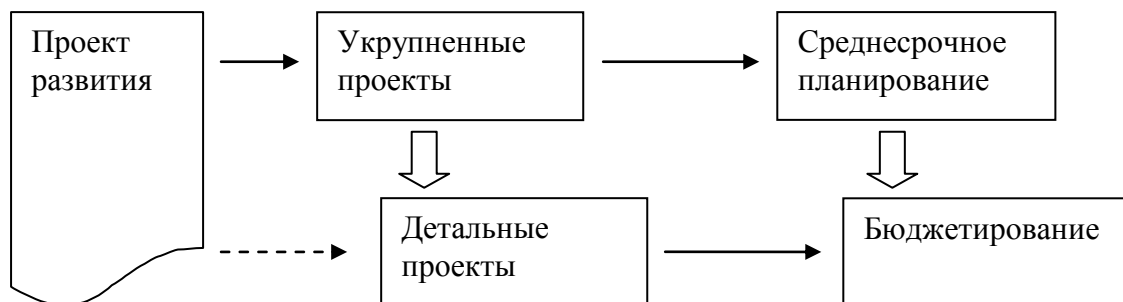 Проект
развития
Укрупненные
проекты
Среднесрочное
планирование
Детальные
проекты
Бюджетирование